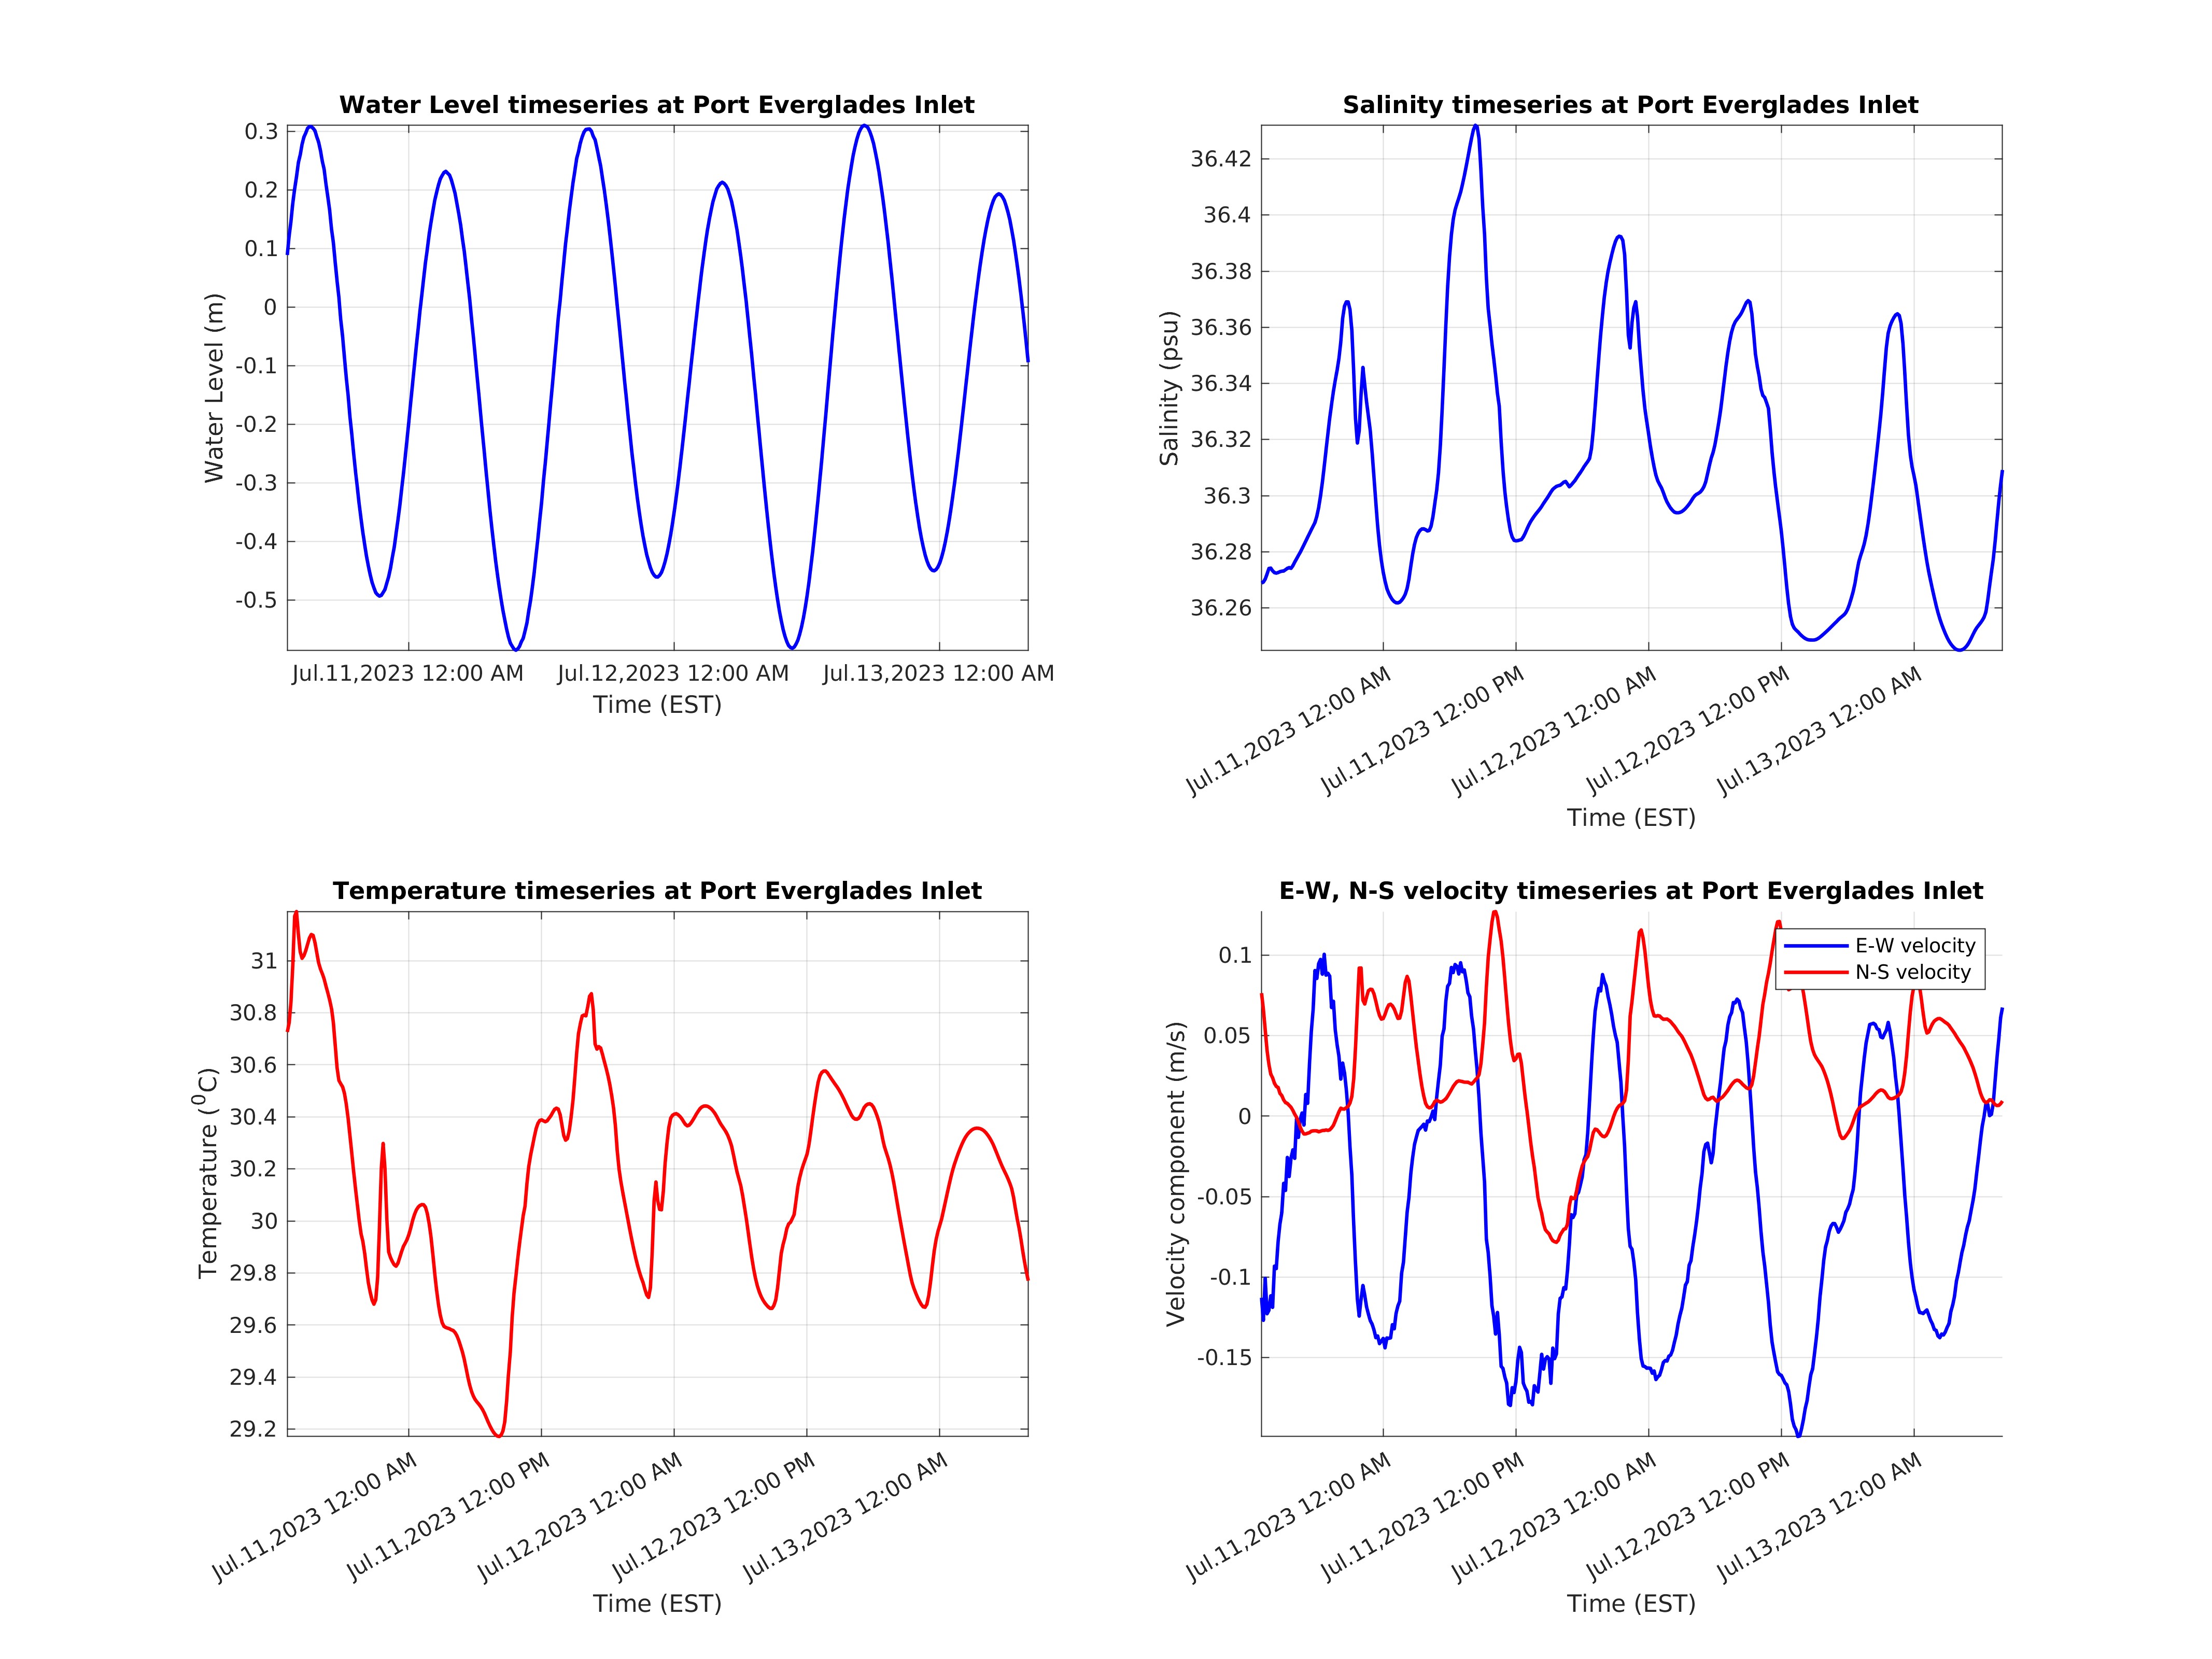 Water Level timeseries at Port Everglades Inlet
0.3
0.2
0.1
0
-0.1
-0.2
-0.3
-0.4
-0.5
Water Level (m)
Jul.11,2023 12:00 AM
Jul.12,2023 12:00 AM
Jul.13,2023 12:00 AM
Time (EST)
Salinity timeseries at Port Everglades Inlet
36.42
36.4
36.38
36.36
36.34
36.32
36.3
36.28
36.26
Salinity (psu)
Jul.11,2023 12:00 AM
Jul.11,2023 12:00 PM
Jul.12,2023 12:00 AM
Jul.12,2023 12:00 PM
Jul.13,2023 12:00 AM
Time (EST)
Temperature timeseries at Port Everglades Inlet
31
30.8
30.6
30.4
30.2
30
29.8
29.6
29.4
29.2
Temperature (⁰C)
Jul.11,2023 12:00 AM
Jul.11,2023 12:00 PM
Jul.12,2023 12:00 AM
Jul.12,2023 12:00 PM
Jul.13,2023 12:00 AM
Time (EST)
E-W, N-S velocity timeseries at Port Everglades Inlet
E-W velocity
N-S velocity
0.1
0.05
0
-0.05
-0.1
-0.15
Velocity component (m/s)
Jul.11,2023 12:00 AM
Jul.11,2023 12:00 PM
Jul.12,2023 12:00 AM
Jul.12,2023 12:00 PM
Jul.13,2023 12:00 AM
Time (EST)